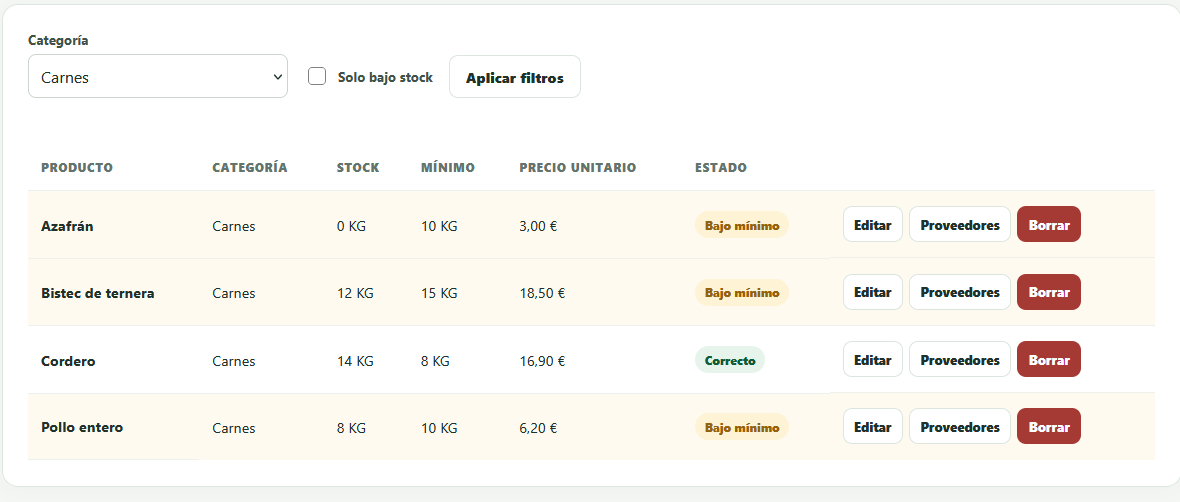 Categoría
Carnes Solo bajo stock Aplicar filtros
PRODUCTO CATEGORÍA STOCK MÍNIMO PRECIO UNITARIO ESTADO
Azafrán Carnes 0 KG 10 KG 3,00 € Bajo mínimo Editar Proveedores Borrar
Bistec de ternera Carnes 12 KG 15 KG 18,50 € Bajo mínimo Editar Proveedores Borrar
Cordero Carnes 14 KG 8 KG 16,90 € Correcto Editar Proveedores Borrar
Pollo entero Carnes 8 KG 10 KG 6,20 € Bajo mínimo Editar Proveedores Borrar